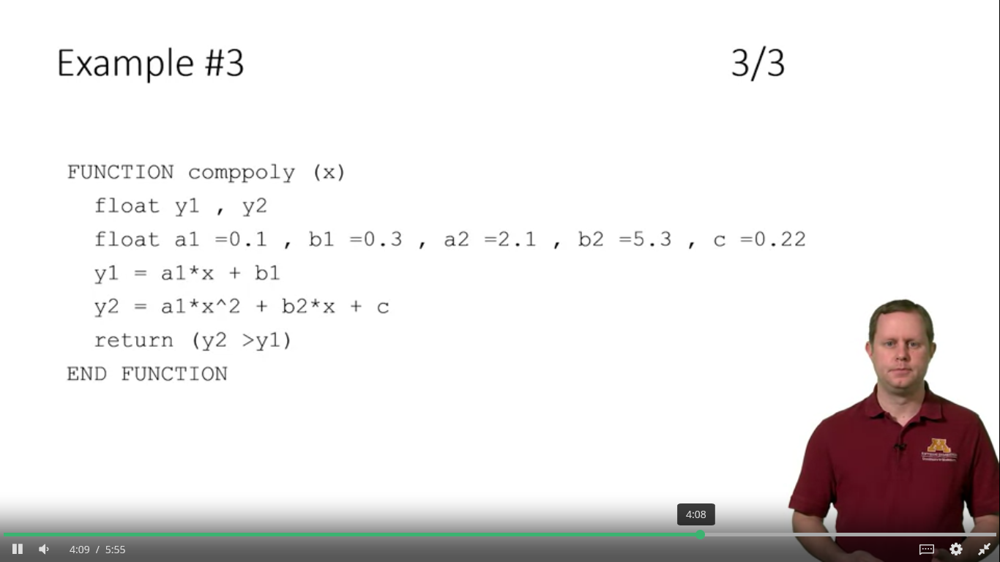 Example #3
3/3
FUNCTION comppoly (x)
float y1 , y2
float a1 =0.1 , b1 =0.3 , a2 =2.1 , b2 =5.3 , c =0.22
y1 = a1*x + b1
y2 = a1*x^2 + b2*x + c
return (y2 >y1)
END FUNCTION
M
4:08
4:09 / 5:55